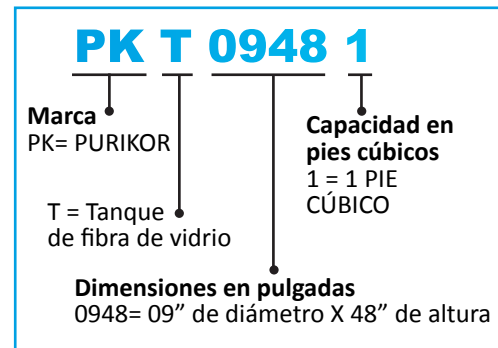 PK T 0948 1
Marca
PK= PURIKOR
Capacidad en
pies cúbicos
1 = 1 PIE
CÚBICO
T = Tanque
de fibra de vidrio
Dimensiones en pulgadas
0948= 09” de diámetro X 48” de altura